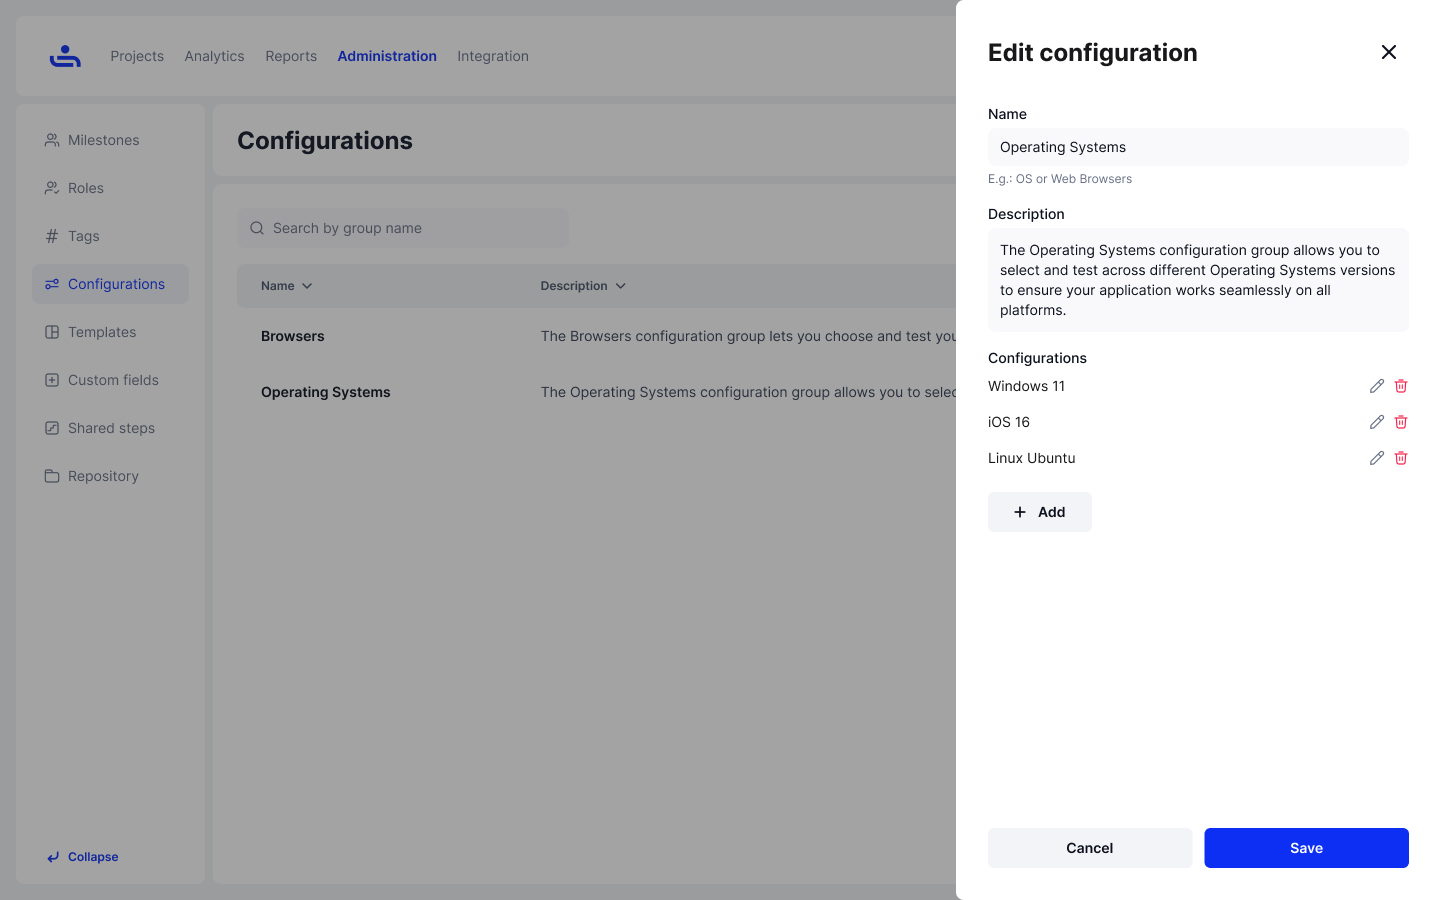 Projects Analytics Reports Administration Integration
Milestones
Roles
Tags
Configurations
Templates
Custom fields
Shared steps
Repository
Collapse
Configurations
Search by group name
Name Description
Browsers The Browsers configuration group lets you choose and test you
Operating Systems The Operating Systems configuration group allows you to selec
Edit configuration
Name
Operating Systems
E.g.: OS or Web Browsers
Description
The Operating Systems configuration group allows you to
select and test across different Operating Systems versions
to ensure your application works seamlessly on all
platforms.
Configurations
Windows 11
iOS 16
Linux Ubuntu
Add
Cancel Save